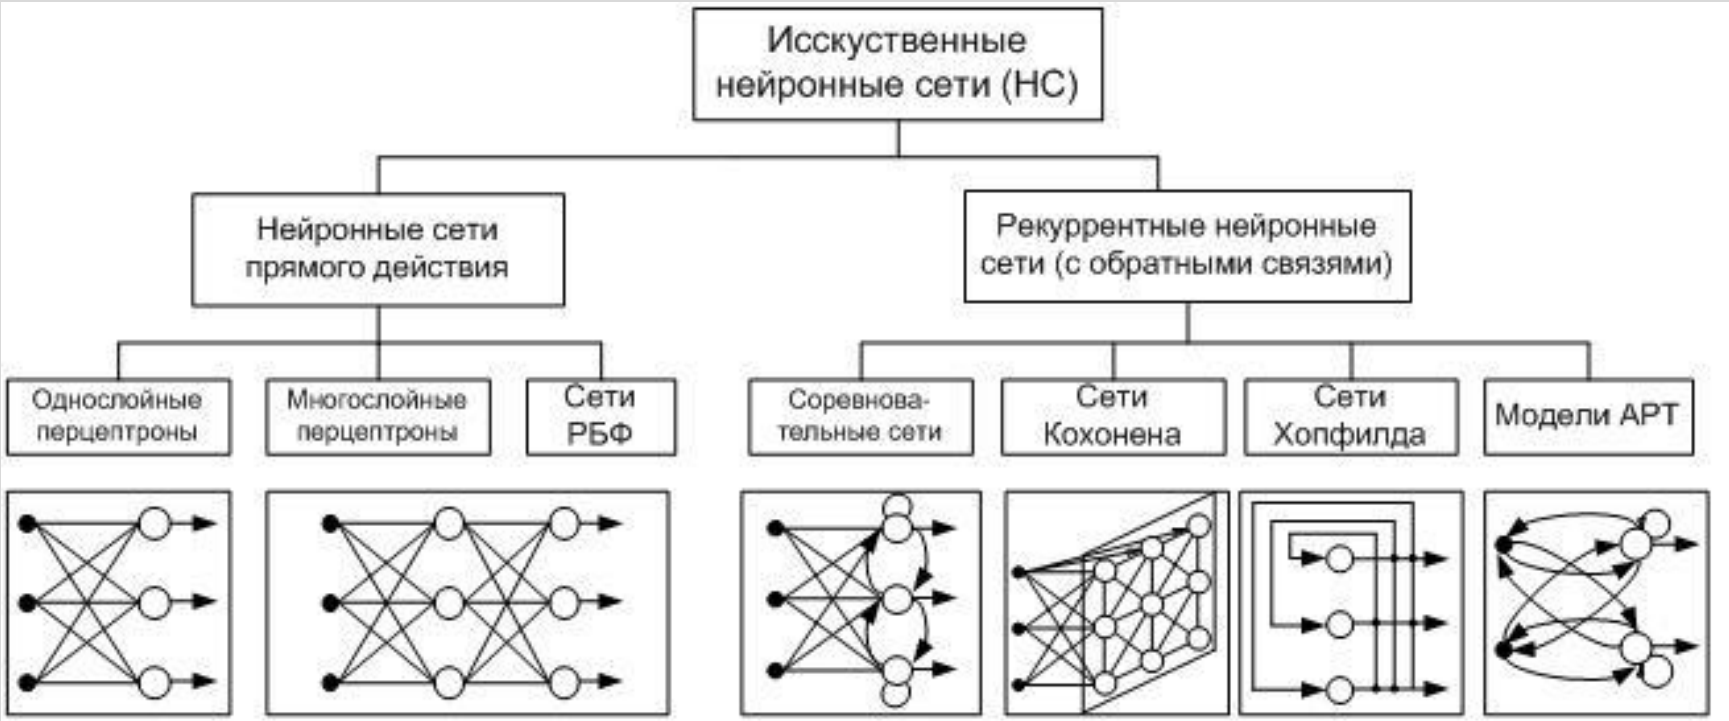 Исскуственные
нейронные сети (НС)
Нейронные сети
прямого действия
Рекуррентные нейронные
сети (с обратными связями)
Однослойные
перцептроны
Многослойные
перцептроны
Сети
РБФ
Соревнова-
тельные сети
Сети
Кохонена
Сети
Хопфилда
Модели АРТ